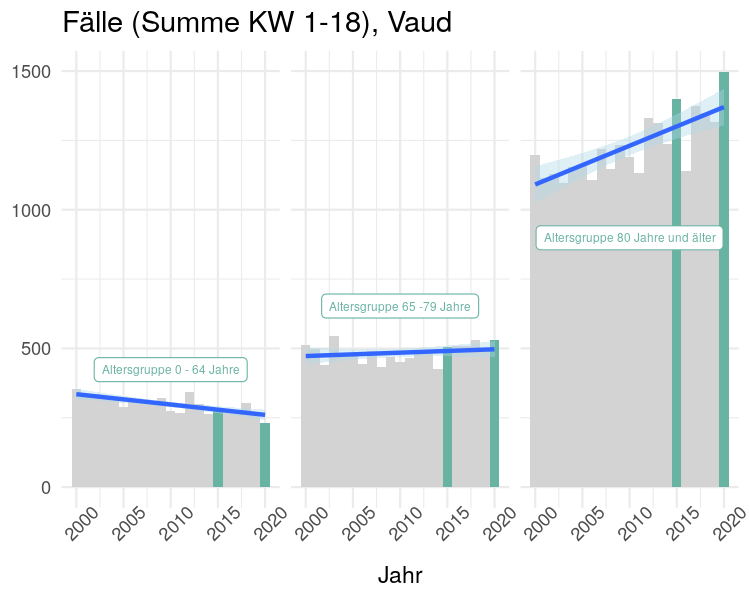 Fälle (Summe KW 1-18), Vaud
1500
1000
500
0
Altersgruppe 0 - 64 Jahre
Altersgruppe 65 -79 Jahre
Altersgruppe 80 Jahre und älter
2000 2005 2010 2015 2020 2000 2005 2010 2015 2020 2000 2005 2010 2015 2020
Jahr